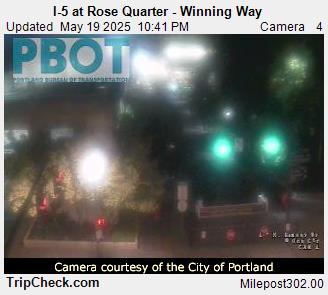 I-5 at Rose Quarter - Winning Way
Updated May 19 2025 10:41 PM Camera 4
PBOT
PORTLAND BUREAU OF TRANSPORTATION
Camera courtesy of the City of Portland
TripCheck.com Milepost302.00